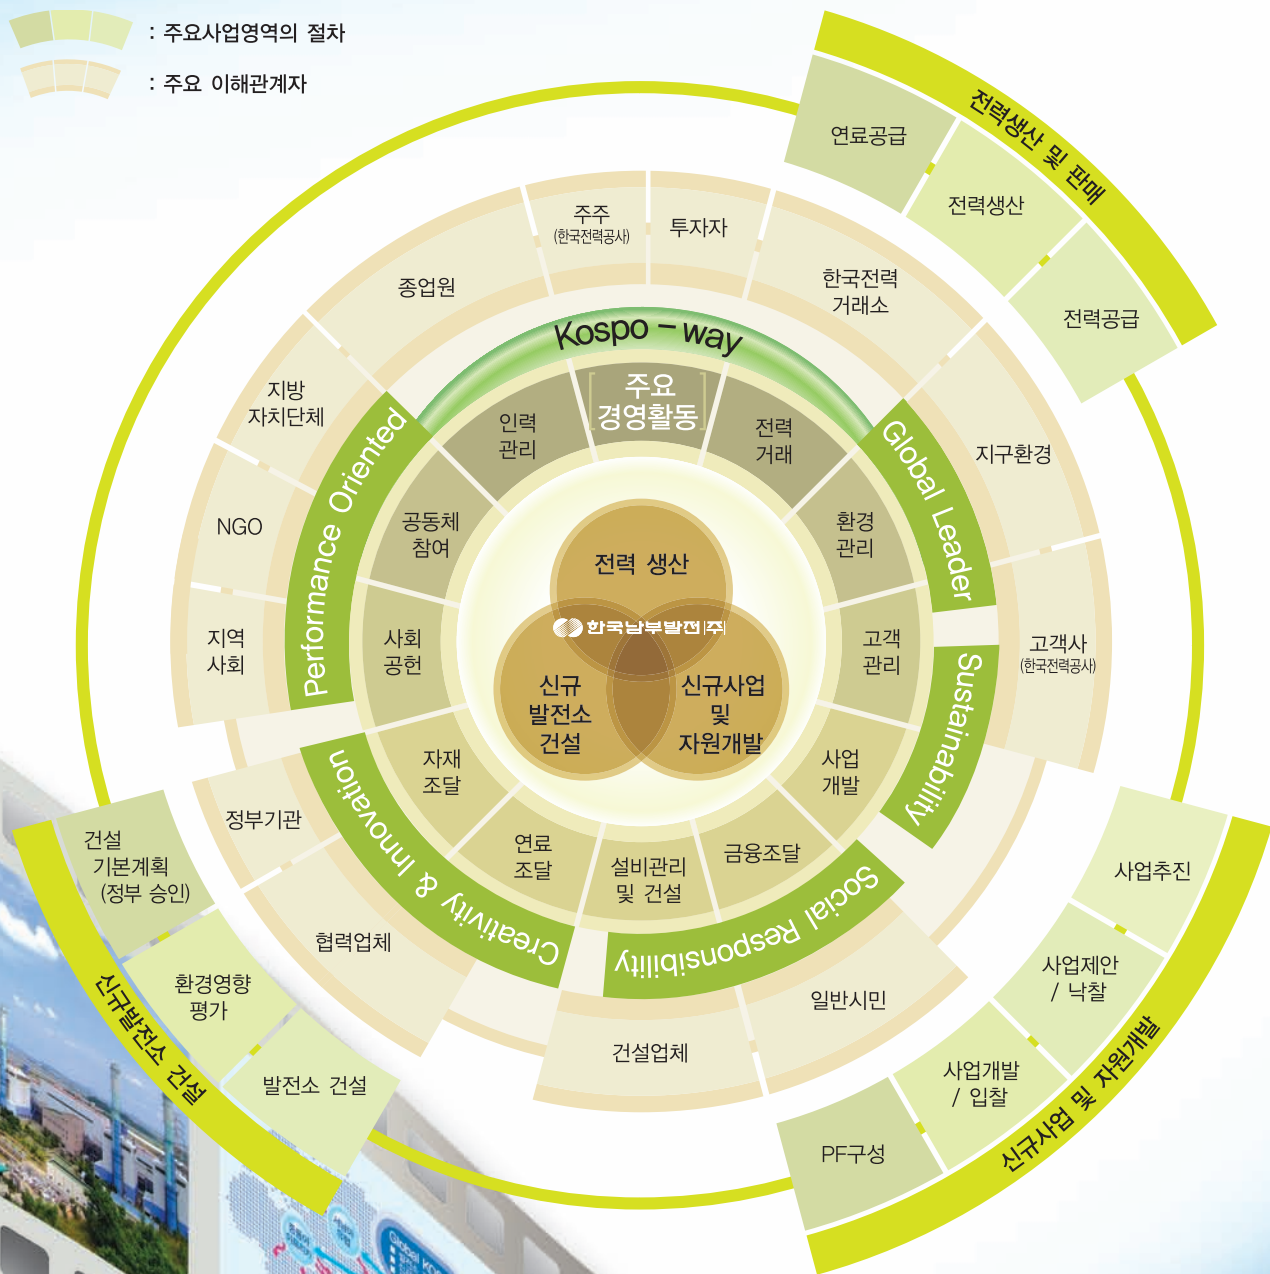 : 주요사업영역의 절차
: 주요 이해관계자
전력생산 및 판매
연료공급
전력생산
전력공급
주주
(한국전력공사)
투자자
한국전력
거래소
종업원
지구환경
지방
자치단체
NGO
지역
사회
고객사
(한국전력공사)
정부기관
협력업체
건설업체
일반시민
Kospo - way
Global Leader
Sustainability
Social Responsibility
Creativity & Innovation
Performance Oriented
주요
경영활동
인력
관리
전력
거래
공동체
참여
환경
관리
사회
공헌
고객
관리
자재
조달
사업
개발
연료
조달
설비관리
및 건설
금융조달
전력 생산
한국남부발전(주)
신규
발전소
건설
신규사업
및
자원개발
건설
기본계획
(정부 승인)
환경영향
평가
발전소 건설
신규발전소 건설
사업추진
사업제안
/ 낙찰
사업개발
/ 입찰
PF구성
신규사업 및 자원개발